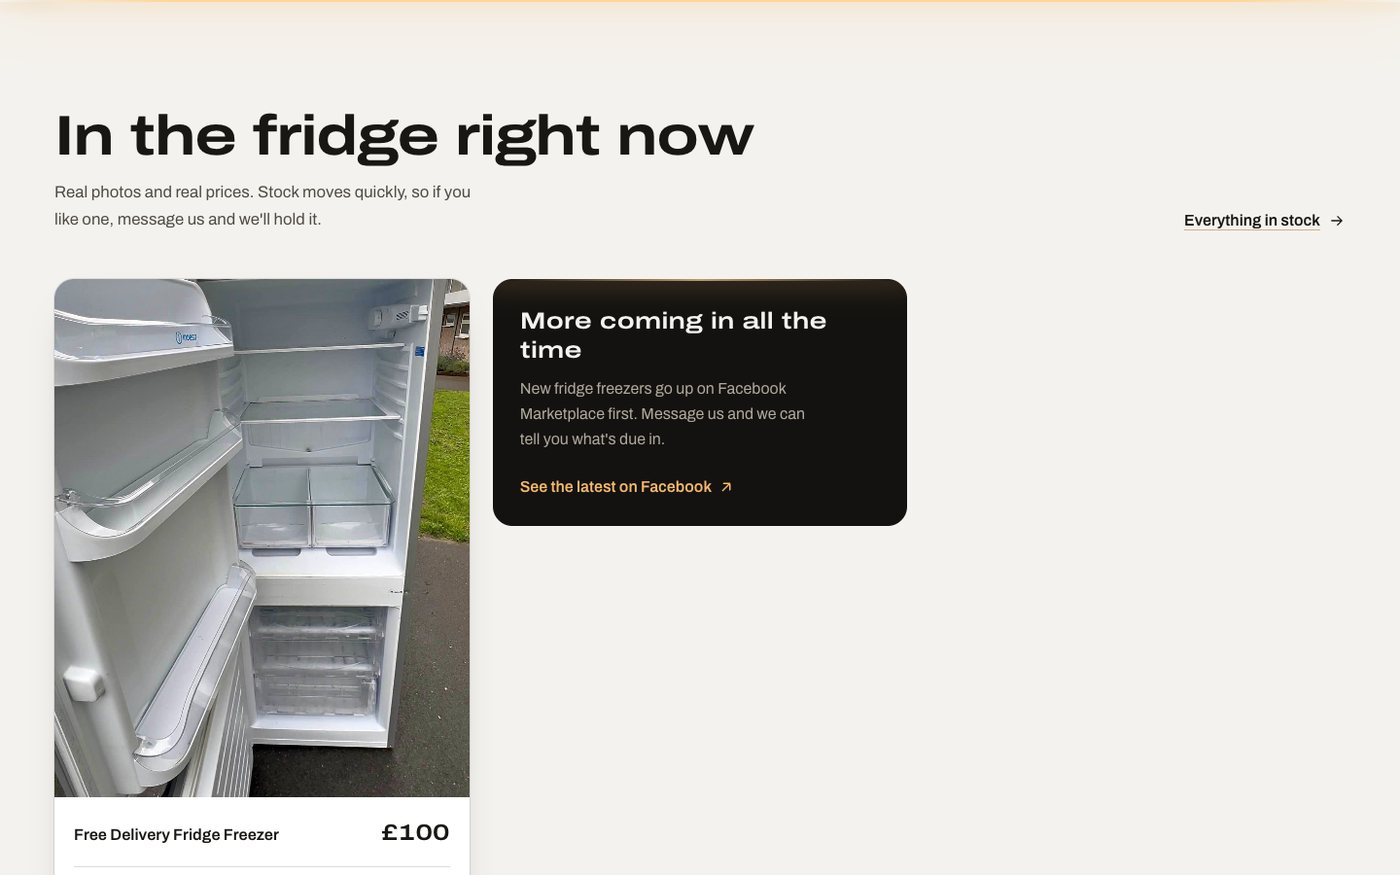 In the fridge right now
Real photos and real prices. Stock moves quickly, so if you
like one, message us and we'll hold it.
Everything in stock →
indesit
More coming in all the
time
New fridge freezers go up on Facebook
Marketplace first. Message us and we can
tell you what's due in.
See the latest on Facebook ↗
Free Delivery Fridge Freezer
£100